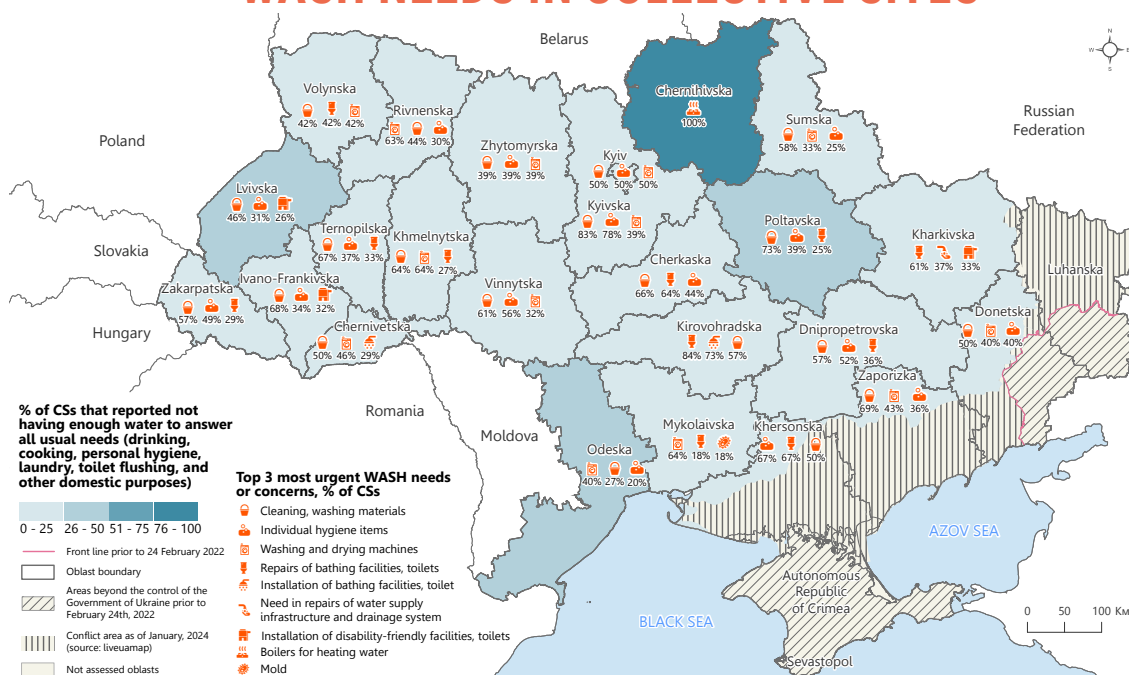 WASH NEEDS IN COLLECTIVE SITES
Belarus
N
W
E
S
Russian
Federation
Poland
Slovakia
Hungary
Romania
Moldova
Volynska
42% 42% 42%
Rivnenska
63% 44% 30%
Zhytomyrska
39% 39% 39%
Kyiv
50% 50% 50%
Kyivska
83% 78% 39%
Chernihivska
100%
Sumska
58% 33% 25%
Lvivska
46% 31% 26%
Ternopilska
67% 37% 33%
Khmelnytska
64% 64% 27%
Poltavska
73% 39% 25%
Kharkivska
61% 37% 33%
Luhanska
Zakarpatska
57% 49% 29%
Ivano-Frankivska
68% 34% 32%
Chernivetska
50% 46% 29%
Vinnytska
61% 56% 32%
Cherkaska
66% 64% 44%
Kirovohradska
84% 73% 57%
Dnipropetrovska
57% 52% 36%
Donetska
50% 40% 40%
Zaporizka
69% 43% 36%
Mykolaivska
64% 18% 18%
Khersonska
67% 67% 50%
Odeska
40% 27% 20%
AZOV SEA
BLACK SEA
Autonomous
Republic
of Crimea
Sevastopol
0 50 100 KM
% of CSs that reported not
having enough water to answer
all usual needs (drinking,
cooking, personal hygiene,
laundry, toilet flushing, and
other domestic purposes)
0 - 25 26 - 50 51 - 75 76 - 100
Front line prior to 24 February 2022
Oblast boundary
Areas beyond the control of the
Government of Ukraine prior to
February 24th, 2022
Conflict area as of January, 2024
(source: liveuamap)
Not assessed oblasts
Top 3 most urgent WASH needs
or concerns, % of CSs
Cleaning, washing materials
Individual hygiene items
Washing and drying machines
Repairs of bathing facilities, toilets
Installation of bathing facilities, toilet
Need in repairs of water supply
infrastructure and drainage system
Installation of disability-friendly facilities, toilets
Boilers for heating water
Mold